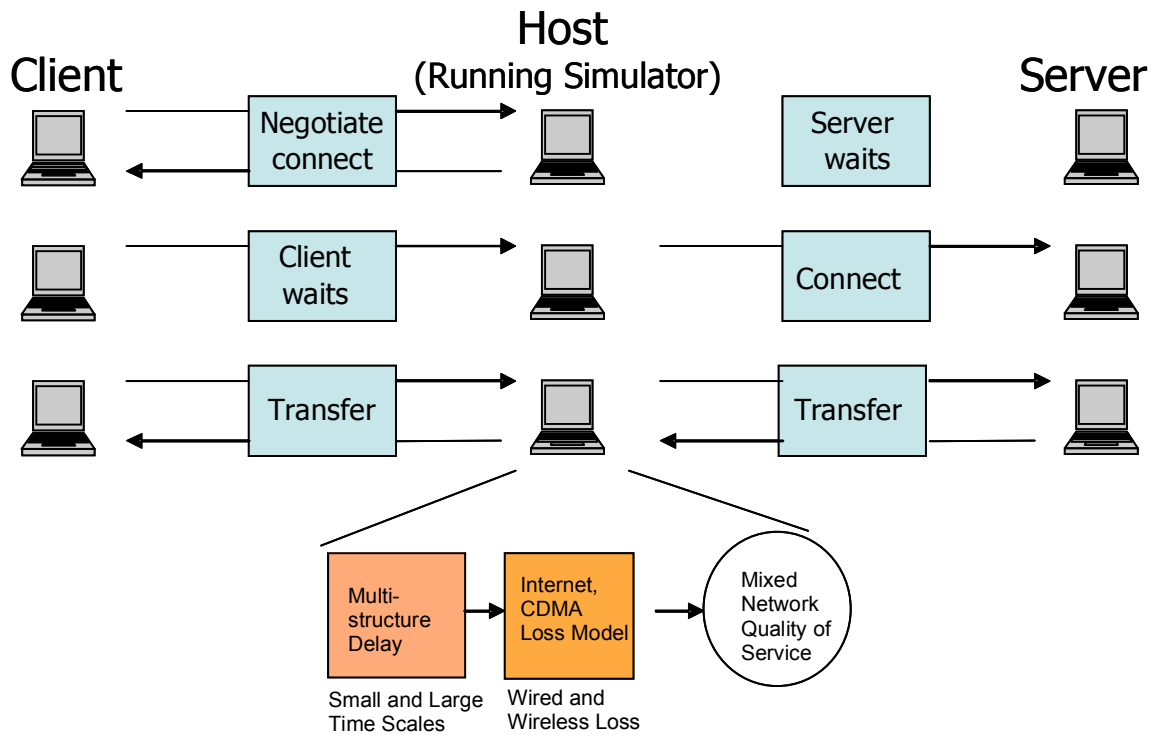 Client
Host
(Running Simulator)
Server
Negotiate
connect
Server
waits
Client
waits
Connect
Transfer
Transfer
Multi-
structure
Delay
Internet,
CDMA
Loss Model
Mixed
Network
Quality of
Service
Small and Large
Time Scales
Wired and
Wireless Loss